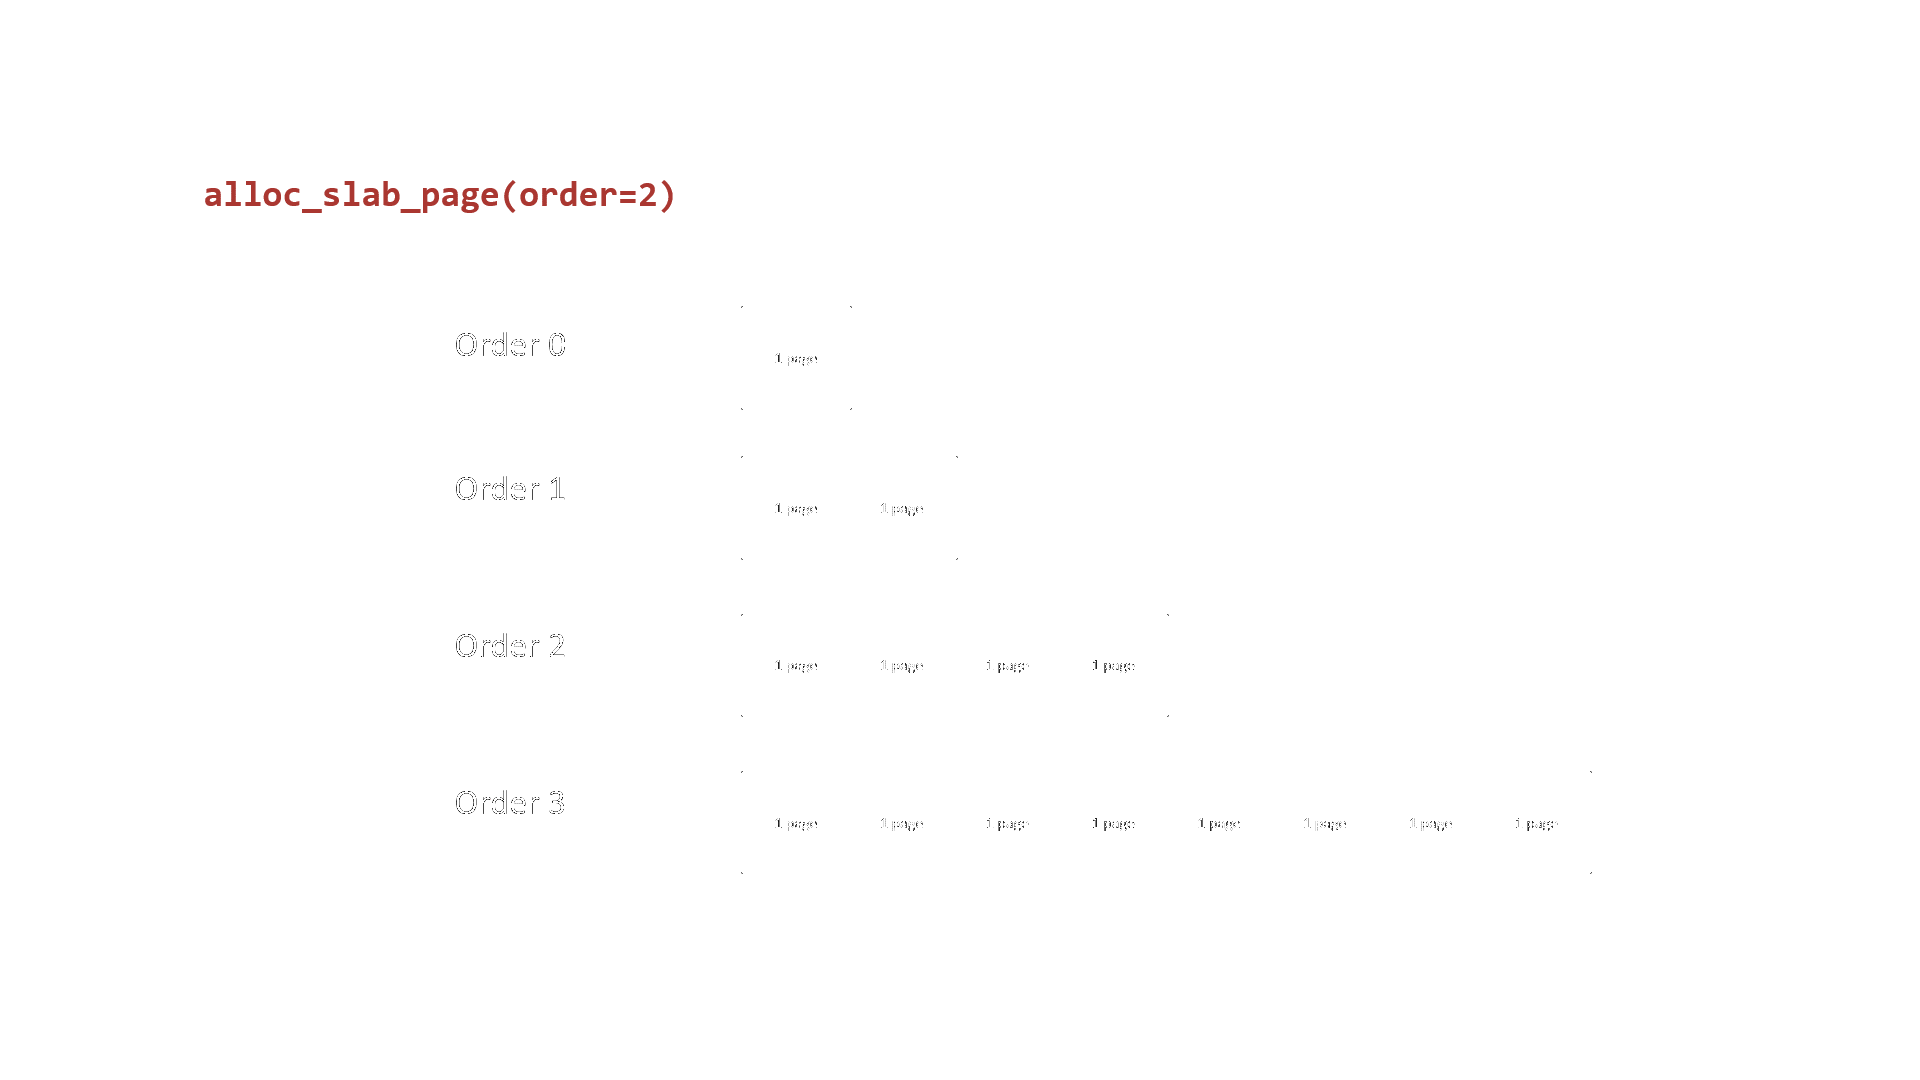 alloc_slab_page(order=2)
Order 0
1 page
Order 1
1 page 1 page
Order 2
1 page 1 page 1 page 1 page
Order 3
1 page 1 page 1 page 1 page 1 page 1 page 1 page 1 page